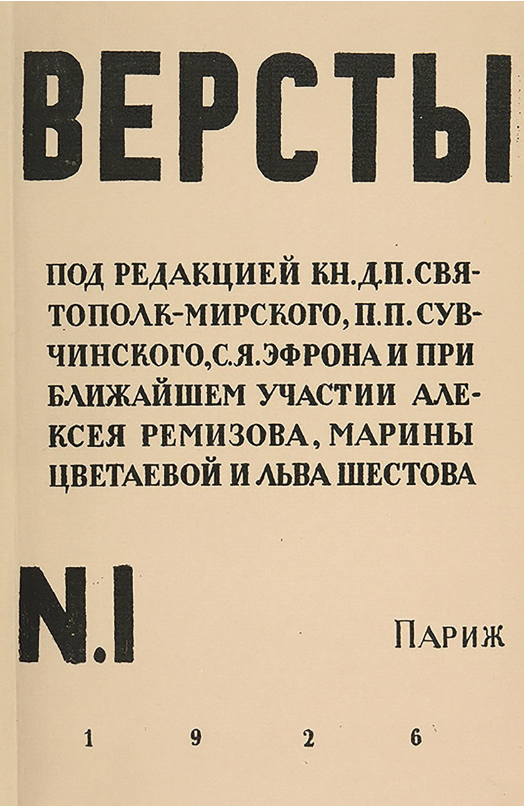 ВЕРСТЫ
ПОД РЕДАКЦИЕЙ КН.Д.П.СВЯ-
ТОПОЛК-МИРСКОГО, П.П.СУВ-
ЧИНСКОГО, С.Я.ЭФРОНА И ПРИ
БЛИЖАЙШЕМ УЧАСТИИ АЛЕ-
КСЕЯ РЕМИЗОВА, МАРИНЫ
ЦВЕТАЕВОЙ И ЛЬВА ШЕСТОВА
N.I
ПАРИЖ
1 9 2 6